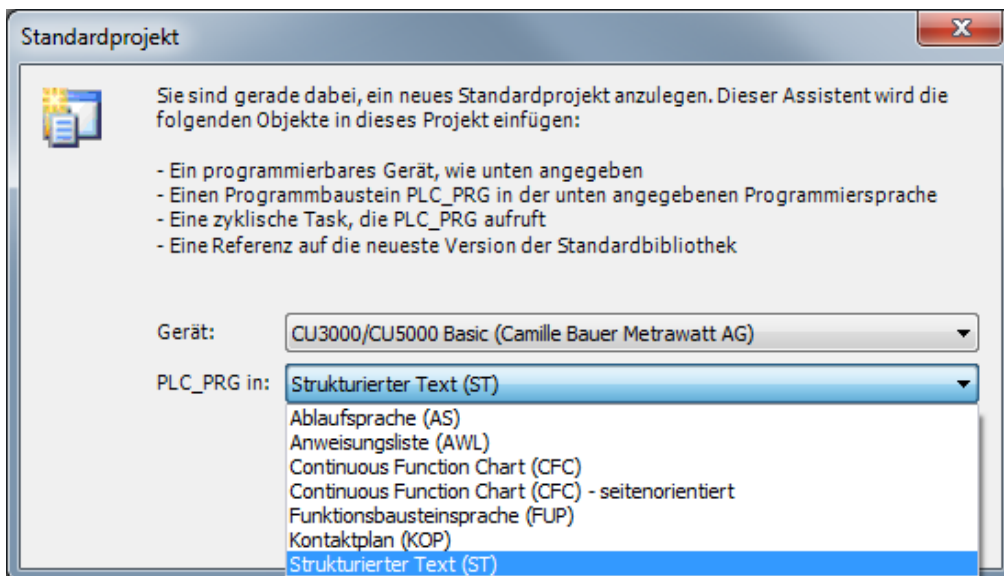 Standardprojekt
Sie sind gerade dabei, ein neues Standardprojekt anzulegen. Dieser Assistent wird die
folgenden Objekte in dieses Projekt einfügen:
- Ein programmierbares Gerät, wie unten angegeben
- Einen Programmbaustein PLC_PRG in der unten angegebenen Programmiersprache
- Eine zyklische Task, die PLC_PRG aufruft
- Eine Referenz auf die neueste Version der Standardbibliothek
Gerät: CU3000/CU5000 Basic (Camille Bauer Metrawatt AG)
PLC_PRG in: Strukturierter Text (ST)
Ablaufsprache (AS)
Anweisungsliste (AWL)
Continuous Function Chart (CFC)
Continuous Function Chart (CFC) - seitenorientiert
Funktionsbausteinsprache (FUP)
Kontaktplan (KOP)
Strukturierter Text (ST)